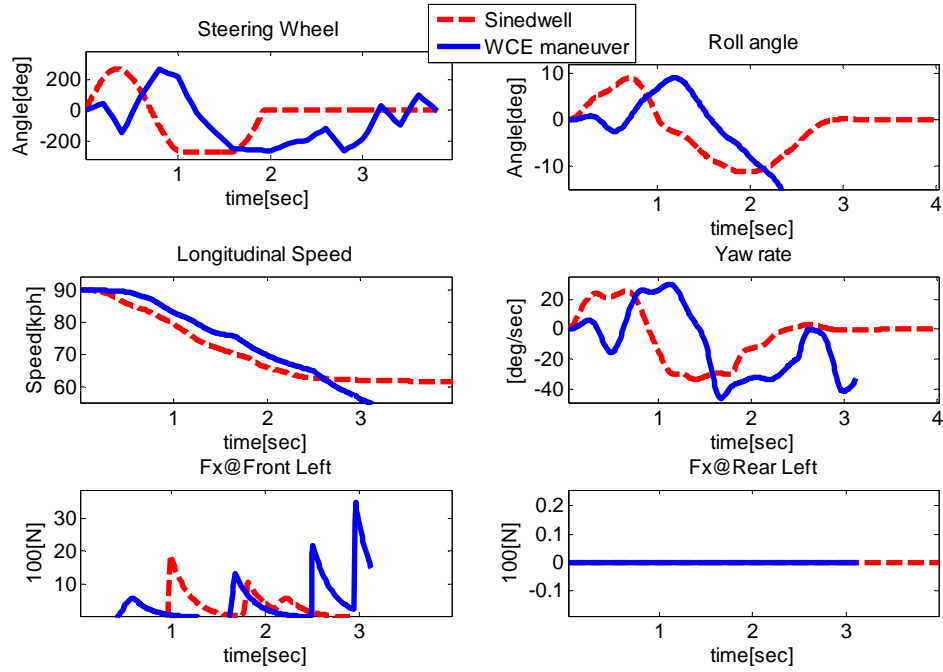 Sinedwell
WCE maneuver
Steering Wheel
Angle[deg]
200
0
-200
1
2
3
time[sec]
Roll angle
Angle[deg]
10
0
-10
1
2
3
4
time[sec]
Longitudinal Speed
Speed[kph]
90
80
70
60
1
2
3
time[sec]
Yaw rate
[deg/sec]
20
0
-20
-40
1
2
3
4
time[sec]
Fx@Front Left
100[N]
30
20
10
1
2
3
time[sec]
Fx@Rear Left
100[N]
0.2
0.1
0
-0.1
1
2
3
4
time[sec]